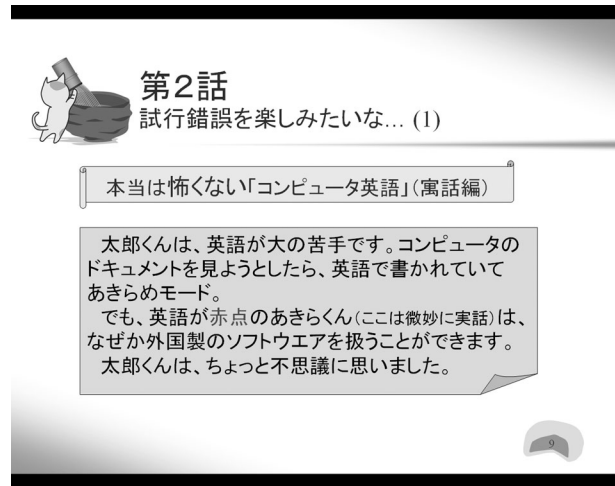 第2話
試行錯誤を楽しみたいな... (1)
本当は怖くない「コンピュータ英語」(寓話編)
太郎くんは、英語が大の苦手です。コンピュータの
ドキュメントを見ようとしたら、英語で書かれていて
あきらめモード。
でも、英語が赤点のあきらくん(ここは微妙に実話)は、
なぜか外国製のソフトウエアを扱うことができます。
太郎くんは、ちょっと不思議に思いました。
9